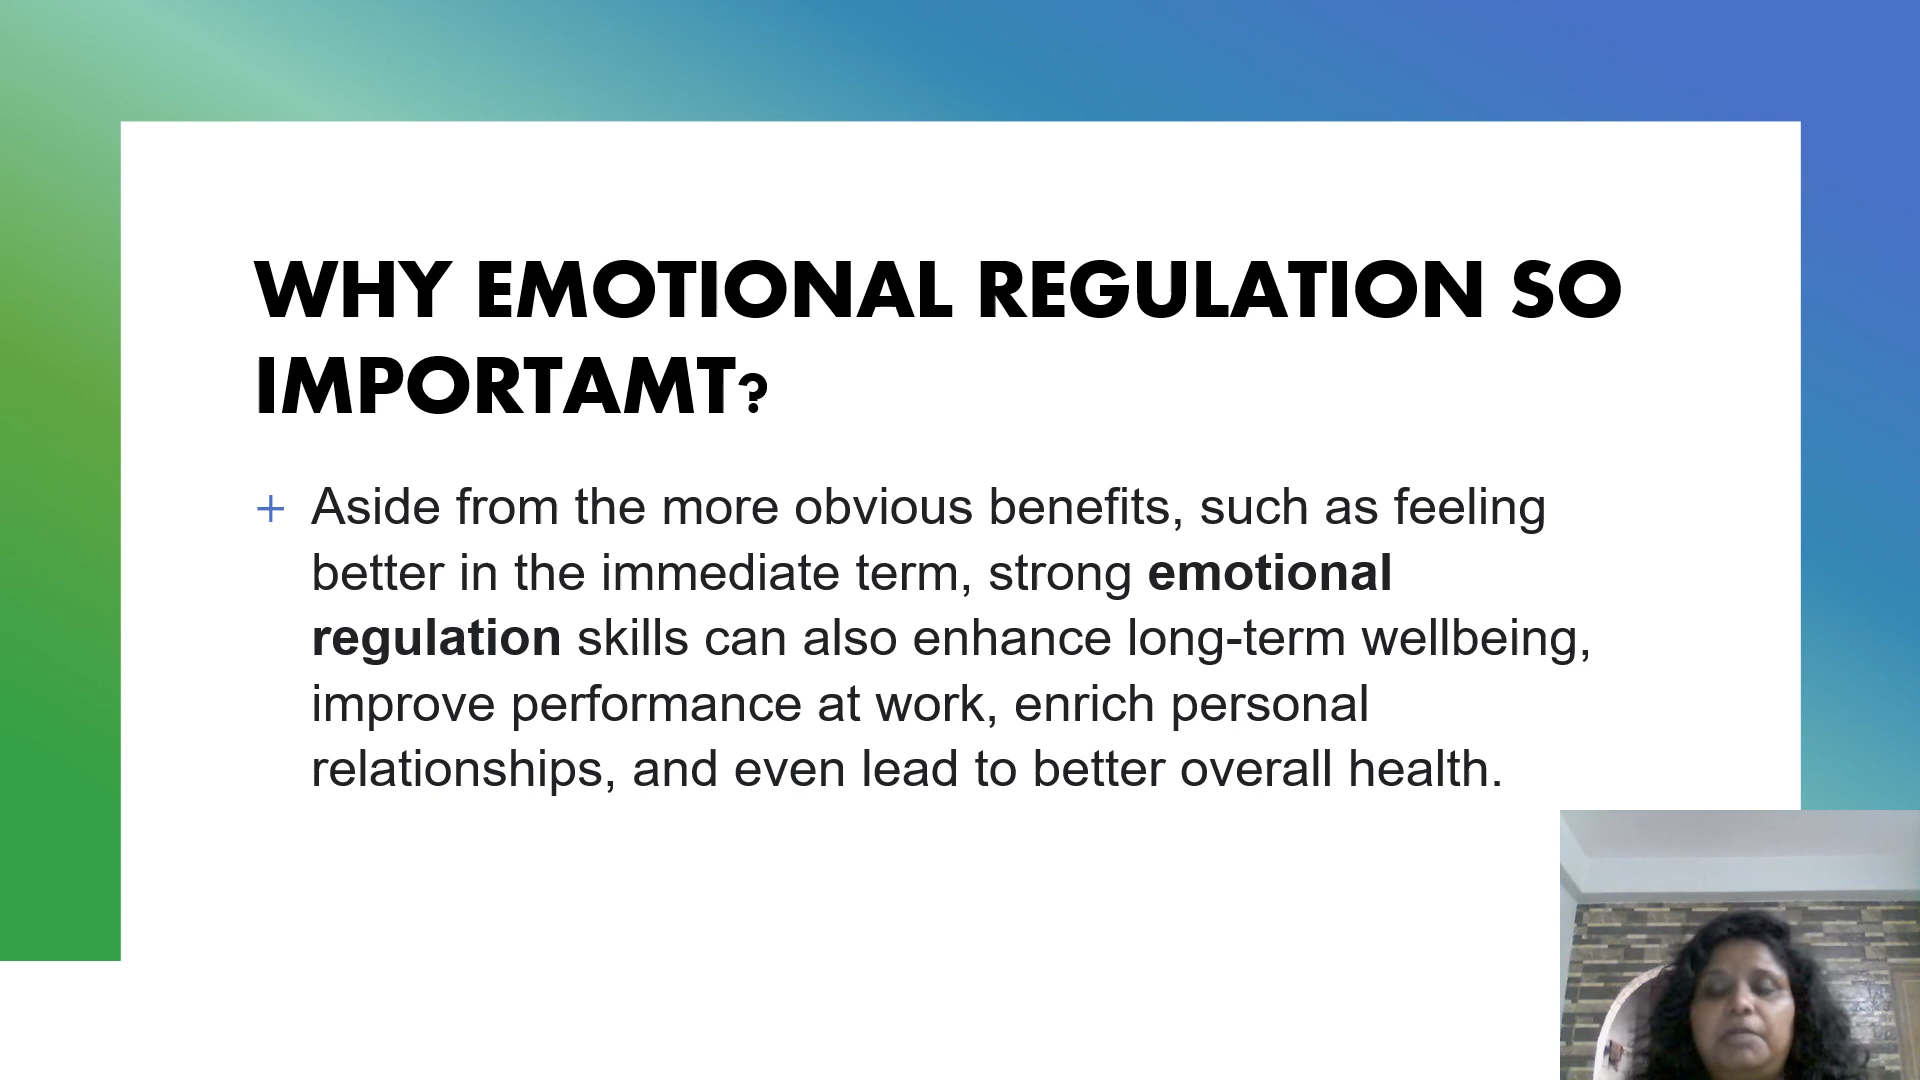 WHY EMOTIONAL REGULATION SO
IMPORTAMT?
+ Aside from the more obvious benefits, such as feeling
better in the immediate term, strong emotional
regulation skills can also enhance long-term wellbeing,
improve performance at work, enrich personal
relationships, and even lead to better overall health.